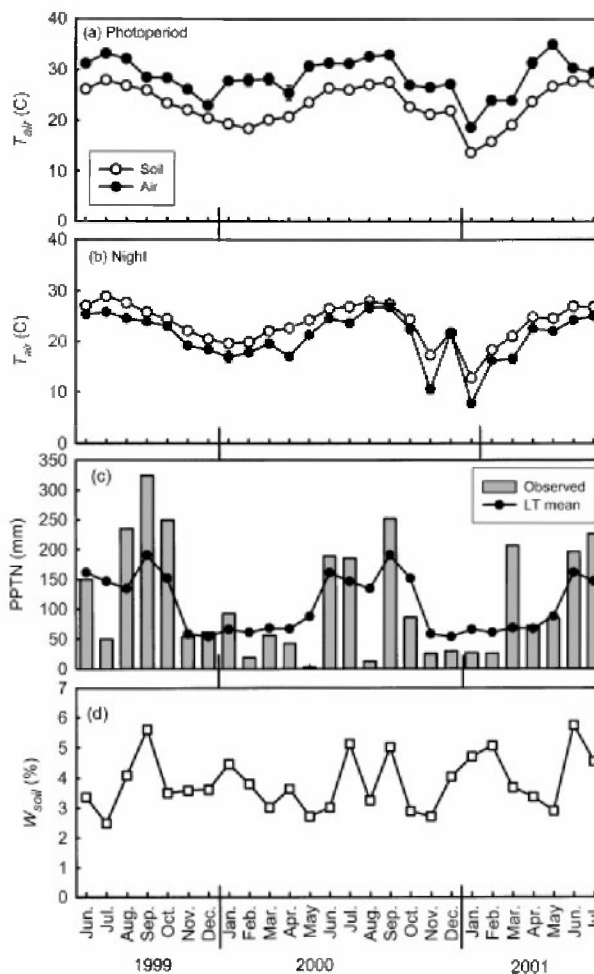 (a) Photoperiod
40
30
20
10
0
T_air (C)
Soil
Air
(b) Night
40
30
20
10
0
T_air (C)
(c)
350
300
250
200
150
100
50
0
PPTN (mm)
Observed
LT mean
(d)
7
6
5
4
3
2
1
0
W_soil (%)
Jun. Jul. Aug. Sep. Oct. Nov. Dec. Jan. Feb. Mar. Apr. May Jun. Jul. Aug. Sep. Oct. Nov. Dec. Jan. Feb. Mar. Apr. May Jun. Jul
1999 2000 2001